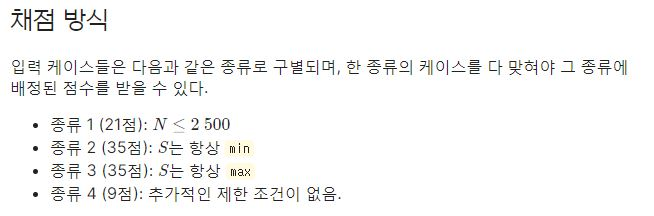 채점 방식
입력 케이스들은 다음과 같은 종류로 구별되며, 한 종류의 케이스를 다 맞혀야 그 종류에
배정된 점수를 받을 수 있다.
• 종류 1 (21점): N ≤ 2 500
• 종류 2 (35점): S는 항상 min
• 종류 3 (35점): S는 항상 max
• 종류 4 (9점): 추가적인 제한 조건이 없음.